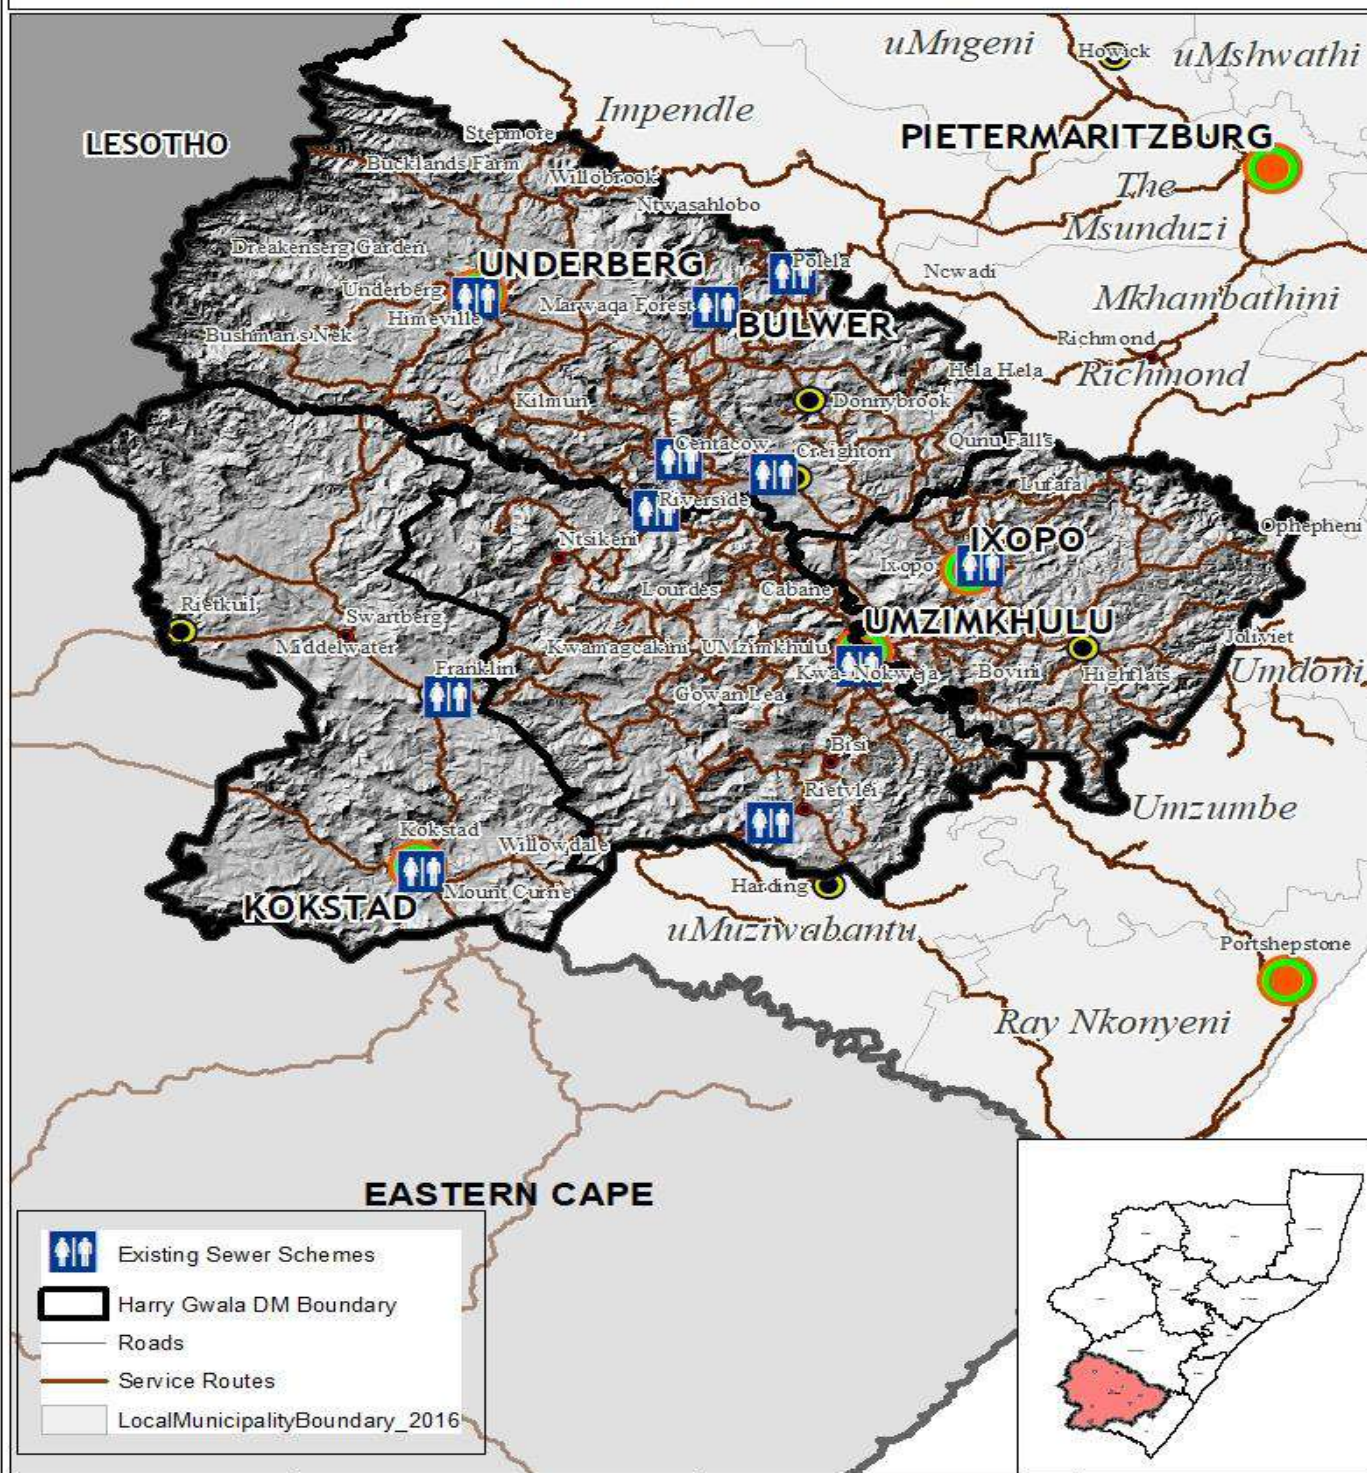 uMngeni
Howick
uMshwathi
Impendle
LESOTHO
Stepmore
PIETERMARITZBURG
Bucklands Farm
Willobrook
The
Msunduzi
Ntwasahlobo
Dreakenserg Garden
UNDERBERG
Polela
Ncwadi
Underberg
Marwaqa Forest
Mkhambathini
Himeville
BULWER
Bushman's Nek
Richmond
Hela Hela
Richmond
Kilmun
Donnybrook
Centacow
Creighton
Qunu Falls
Lufafa
Riverside
Ophepheni
Ntsikeni
IXOPO
Ixopo
Lourdes
Cabane
Rietkuil
Swartberg
UMZIMKHULU
Middelwater
Kwamagcakini
UMzimkhulu
Joliviet
Franklin
Kwa- Nokweja
Bovini
Highflats
Umdoni
Gowan Lea
Bisi
Rietvlei
Umzumbe
Kokstad
Willowdale
Harding
Mount Curne
KOKSTAD
uMuziwabantu
Portshepstone
Ray Nkonyeni
EASTERN CAPE
Existing Sewer Schemes
Harry Gwala DM Boundary
Roads
Service Routes
LocalMunicipalityBoundary_2016